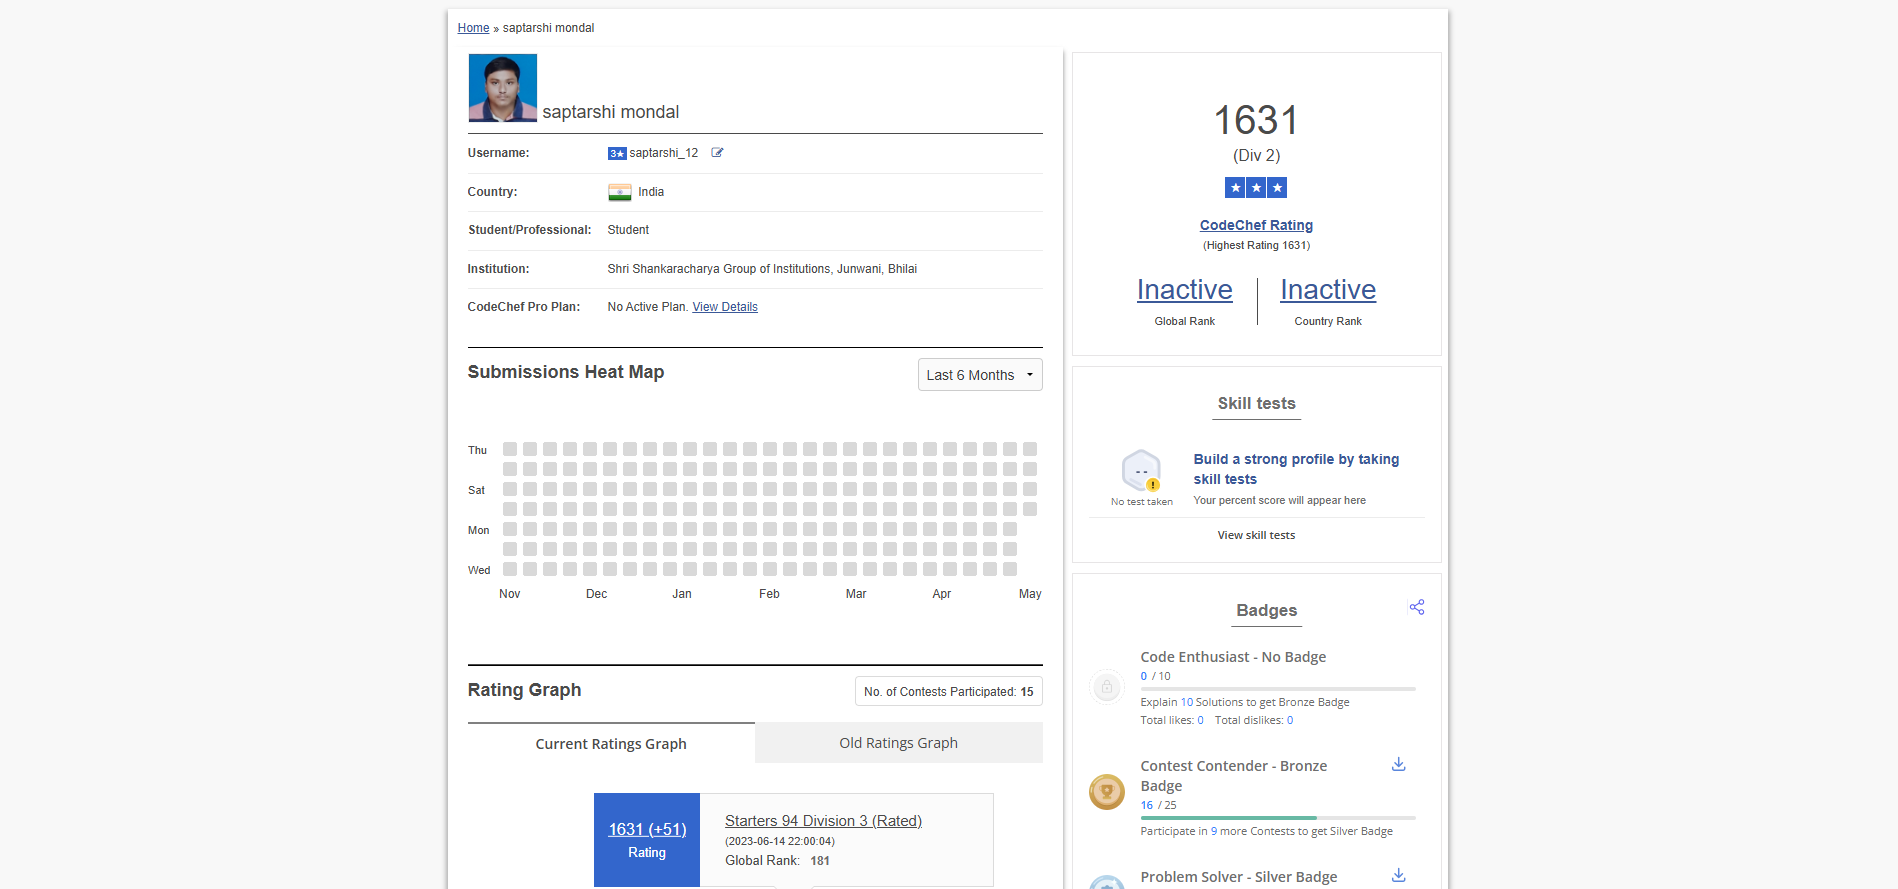 Home » saptarshi mondal
saptarshi mondal
Username: 3★ saptarshi_12
Country: India
Student/Professional: Student
Institution: Shri Shankaracharya Group of Institutions, Junwani, Bhilai
CodeChef Pro Plan: No Active Plan. View Details
Submissions Heat Map
Last 6 Months
Thu
Sat
Mon
Wed
Nov Dec Jan Feb Mar Apr May
Rating Graph
No. of Contests Participated: 15
Current Ratings Graph
Old Ratings Graph
1631 (+51)
Rating
Starters 94 Division 3 (Rated)
(2023-06-14 22:00:04)
Global Rank: 181
1631
(Div 2)
★ ★ ★
CodeChef Rating
(Highest Rating 1631)
Inactive
Global Rank
Inactive
Country Rank
Skill tests
--
!
No test taken
Build a strong profile by taking
skill tests
Your percent score will appear here
View skill tests
Badges
Code Enthusiast - No Badge
0 / 10
Explain 10 Solutions to get Bronze Badge
Total likes: 0 Total dislikes: 0
Contest Contender - Bronze
Badge
16 / 25
Participate in 9 more Contests to get Silver Badge
Problem Solver - Silver Badge